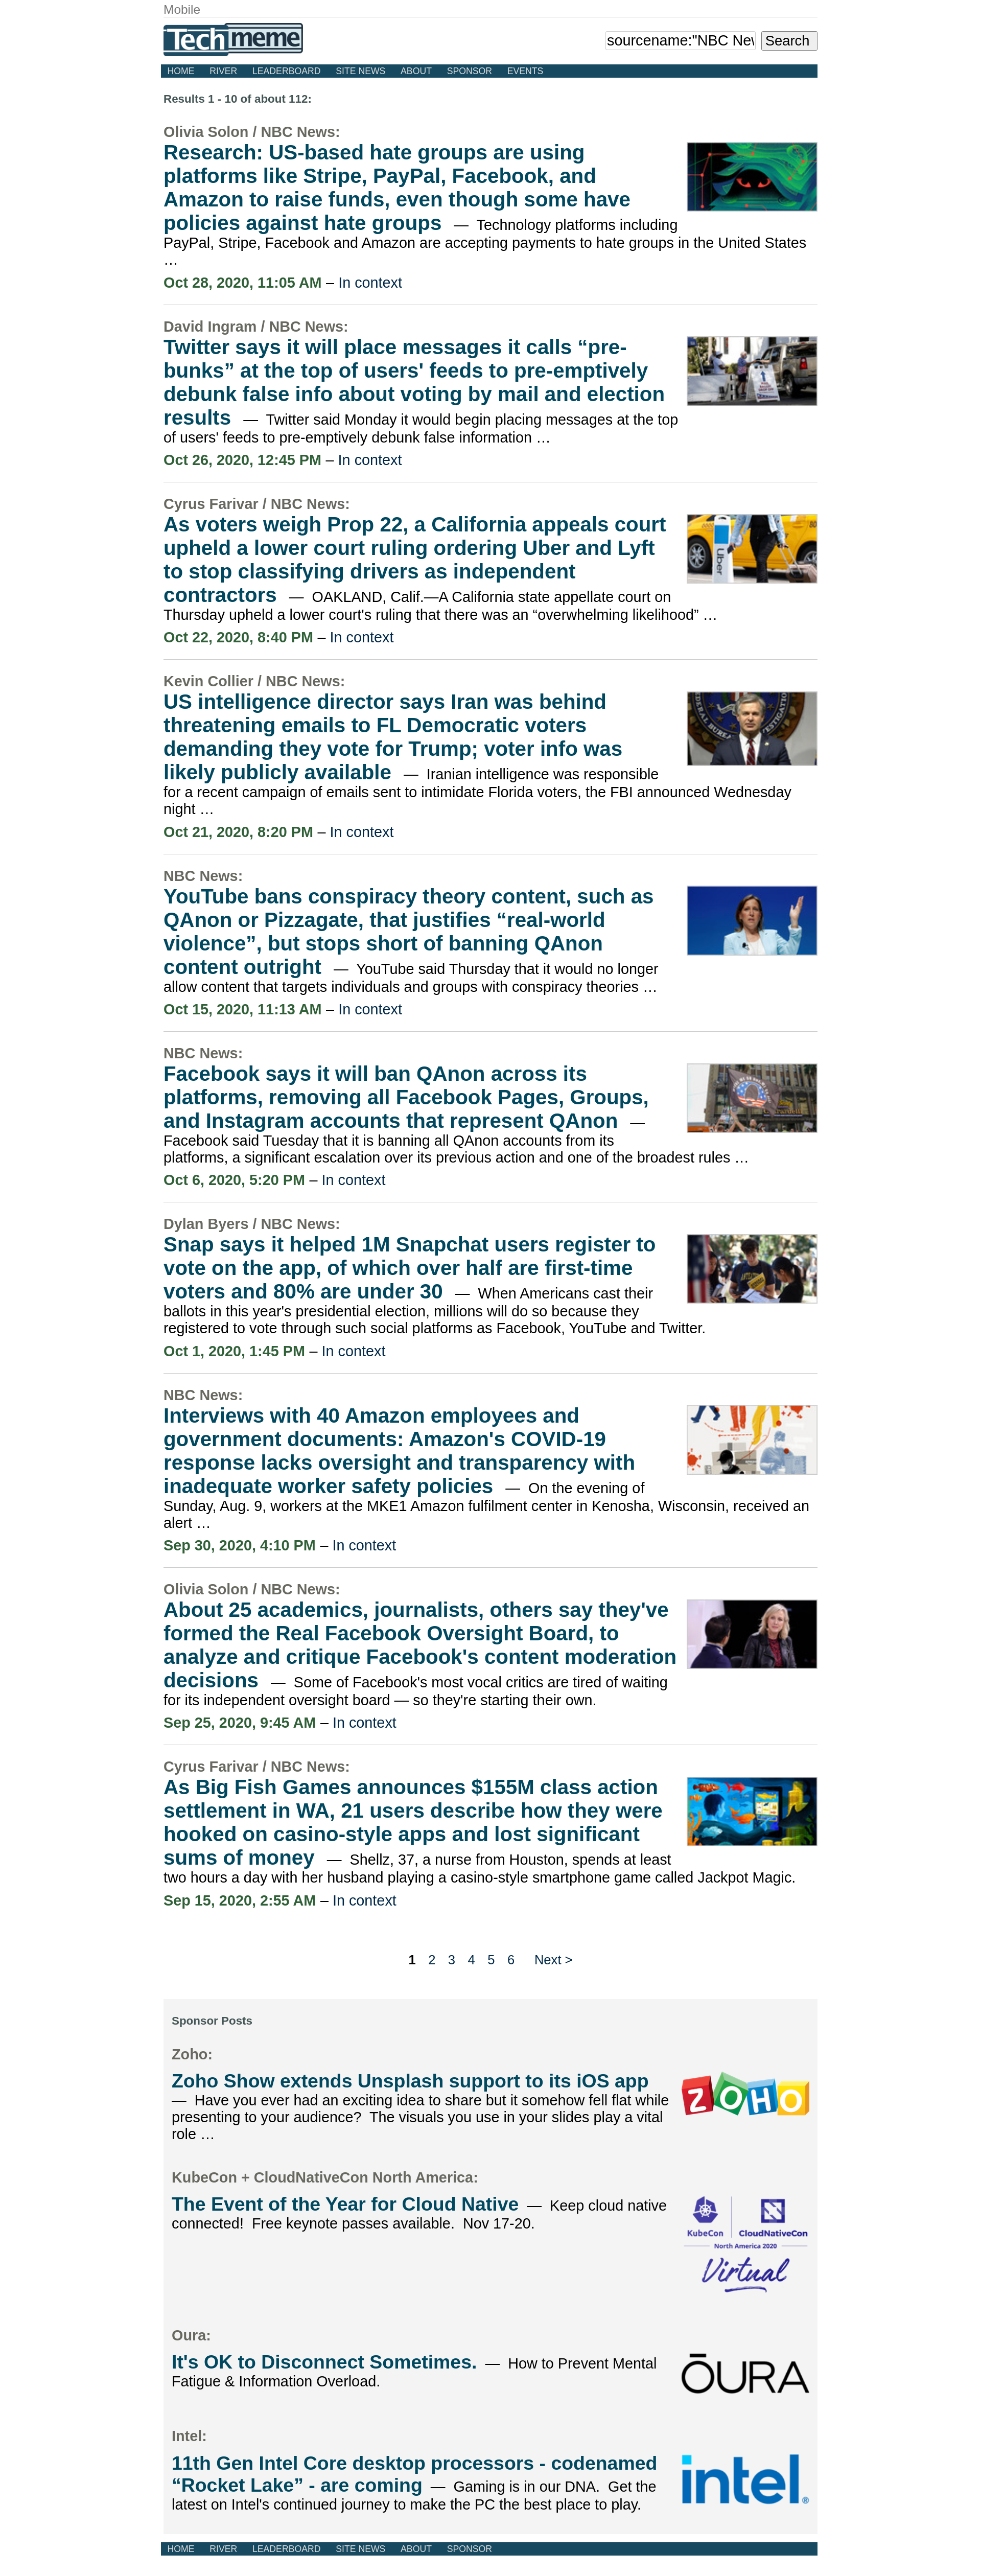 Mobile
Techmeme
sourcename:"NBC Nev
Search
HOME RIVER LEADERBOARD SITE NEWS ABOUT SPONSOR EVENTS
Results 1 - 10 of about 112:
Olivia Solon / NBC News:
Research: US-based hate groups are using
platforms like Stripe, PayPal, Facebook, and
Amazon to raise funds, even though some have
policies against hate groups — Technology platforms including
PayPal, Stripe, Facebook and Amazon are accepting payments to hate groups in the United States
…
Oct 28, 2020, 11:05 AM – In context
David Ingram / NBC News:
Twitter says it will place messages it calls “pre-
bunks” at the top of users' feeds to pre-emptively
debunk false info about voting by mail and election
results — Twitter said Monday it would begin placing messages at the top
of users' feeds to pre-emptively debunk false information …
Oct 26, 2020, 12:45 PM – In context
Cyrus Farivar / NBC News:
As voters weigh Prop 22, a California appeals court
upheld a lower court ruling ordering Uber and Lyft
to stop classifying drivers as independent
contractors — OAKLAND, Calif.—A California state appellate court on
Thursday upheld a lower court's ruling that there was an “overwhelming likelihood” …
Uber
Oct 22, 2020, 8:40 PM – In context
Kevin Collier / NBC News:
US intelligence director says Iran was behind
threatening emails to FL Democratic voters
demanding they vote for Trump; voter info was
likely publicly available — Iranian intelligence was responsible
for a recent campaign of emails sent to intimidate Florida voters, the FBI announced Wednesday
night …
Oct 21, 2020, 8:20 PM – In context
NBC News:
YouTube bans conspiracy theory content, such as
QAnon or Pizzagate, that justifies “real-world
violence”, but stops short of banning QAnon
content outright — YouTube said Thursday that it would no longer
allow content that targets individuals and groups with conspiracy theories …
Oct 15, 2020, 11:13 AM – In context
NBC News:
Facebook says it will ban QAnon across its
platforms, removing all Facebook Pages, Groups,
and Instagram accounts that represent QAnon —
Facebook said Tuesday that it is banning all QAnon accounts from its
platforms, a significant escalation over its previous action and one of the broadest rules …
Oct 6, 2020, 5:20 PM – In context
Dylan Byers / NBC News:
Snap says it helped 1M Snapchat users register to
vote on the app, of which over half are first-time
voters and 80% are under 30 — When Americans cast their
ballots in this year's presidential election, millions will do so because they
registered to vote through such social platforms as Facebook, YouTube and Twitter.
Oct 1, 2020, 1:45 PM – In context
NBC News:
Interviews with 40 Amazon employees and
government documents: Amazon's COVID-19
response lacks oversight and transparency with
inadequate worker safety policies — On the evening of
Sunday, Aug. 9, workers at the MKE1 Amazon fulfilment center in Kenosha, Wisconsin, received an
alert …
Sep 30, 2020, 4:10 PM – In context
Olivia Solon / NBC News:
About 25 academics, journalists, others say they've
formed the Real Facebook Oversight Board, to
analyze and critique Facebook's content moderation
decisions — Some of Facebook's most vocal critics are tired of waiting
for its independent oversight board — so they're starting their own.
Sep 25, 2020, 9:45 AM – In context
Cyrus Farivar / NBC News:
As Big Fish Games announces $155M class action
settlement in WA, 21 users describe how they were
hooked on casino-style apps and lost significant
sums of money — Shellz, 37, a nurse from Houston, spends at least
two hours a day with her husband playing a casino-style smartphone game called Jackpot Magic.
Sep 15, 2020, 2:55 AM – In context
1 2 3 4 5 6 Next >
Sponsor Posts
Zoho:
Zoho Show extends Unsplash support to its iOS app
— Have you ever had an exciting idea to share but it somehow fell flat while
presenting to your audience? The visuals you use in your slides play a vital
role …
ZOHO
KubeCon + CloudNativeCon North America:
The Event of the Year for Cloud Native — Keep cloud native
connected! Free keynote passes available. Nov 17-20.
KubeCon CloudNativeCon
North America 2020
Virtual
Oura:
It's OK to Disconnect Sometimes. — How to Prevent Mental
Fatigue & Information Overload.
ŌURA
Intel:
11th Gen Intel Core desktop processors - codenamed
“Rocket Lake” - are coming — Gaming is in our DNA. Get the
latest on Intel's continued journey to make the PC the best place to play.
intel®
HOME RIVER LEADERBOARD SITE NEWS ABOUT SPONSOR